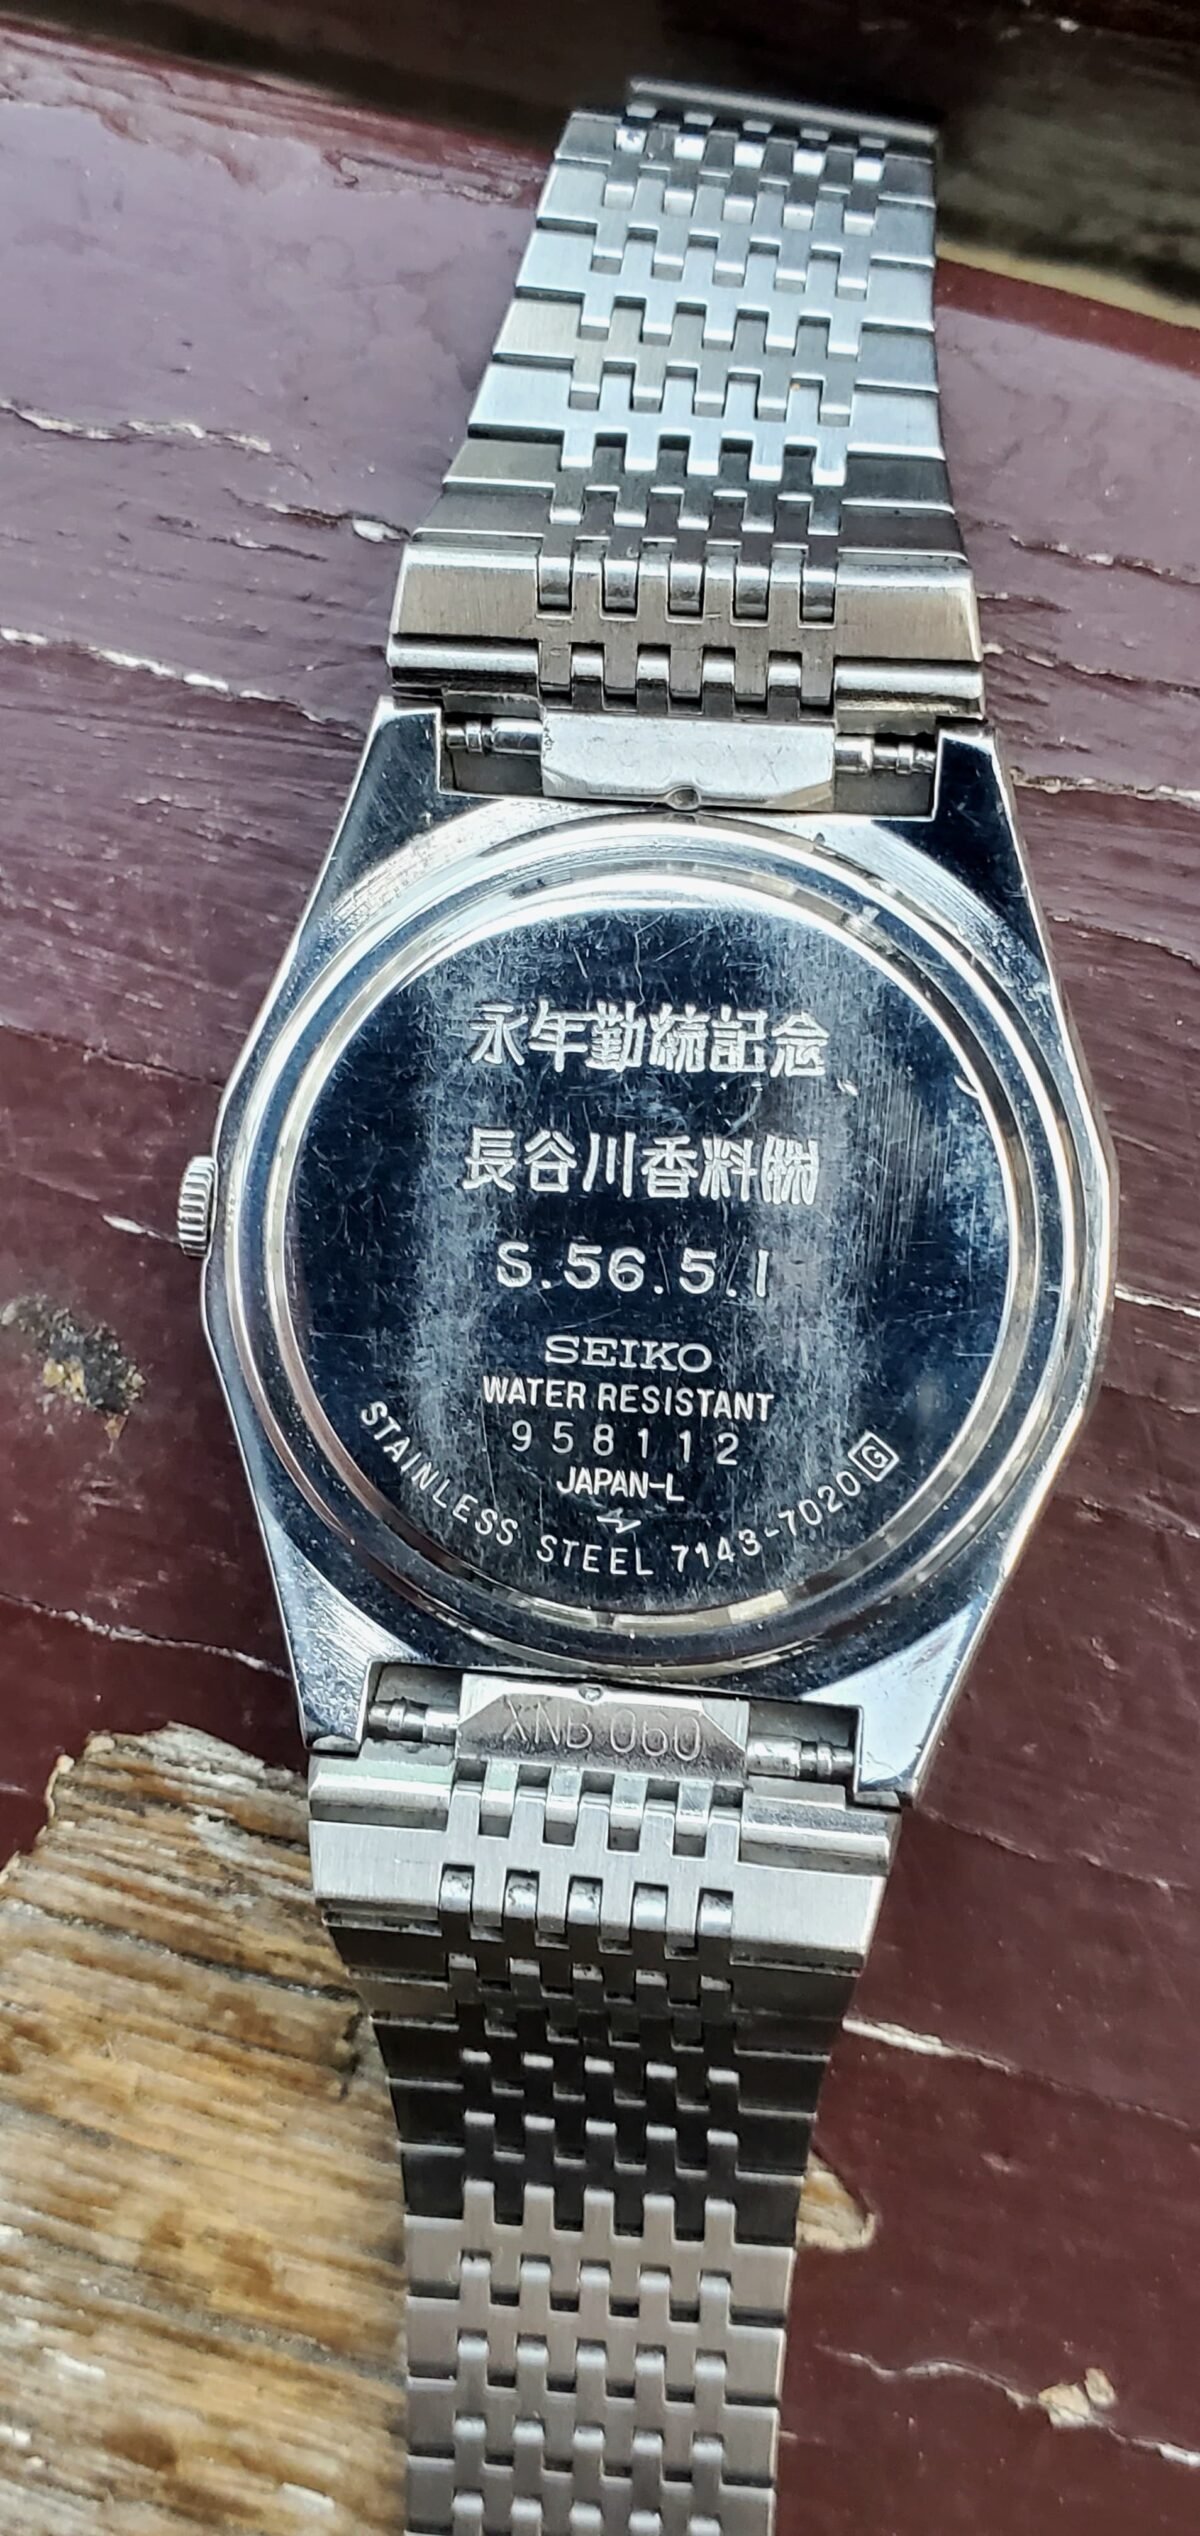 永年勤続記念
長谷川香料㈱
S.56.5.1
SEIKO
WATER RESISTANT
958112
JAPAN-L
STAINLESS STEEL 7143-7020 G
XNB 060